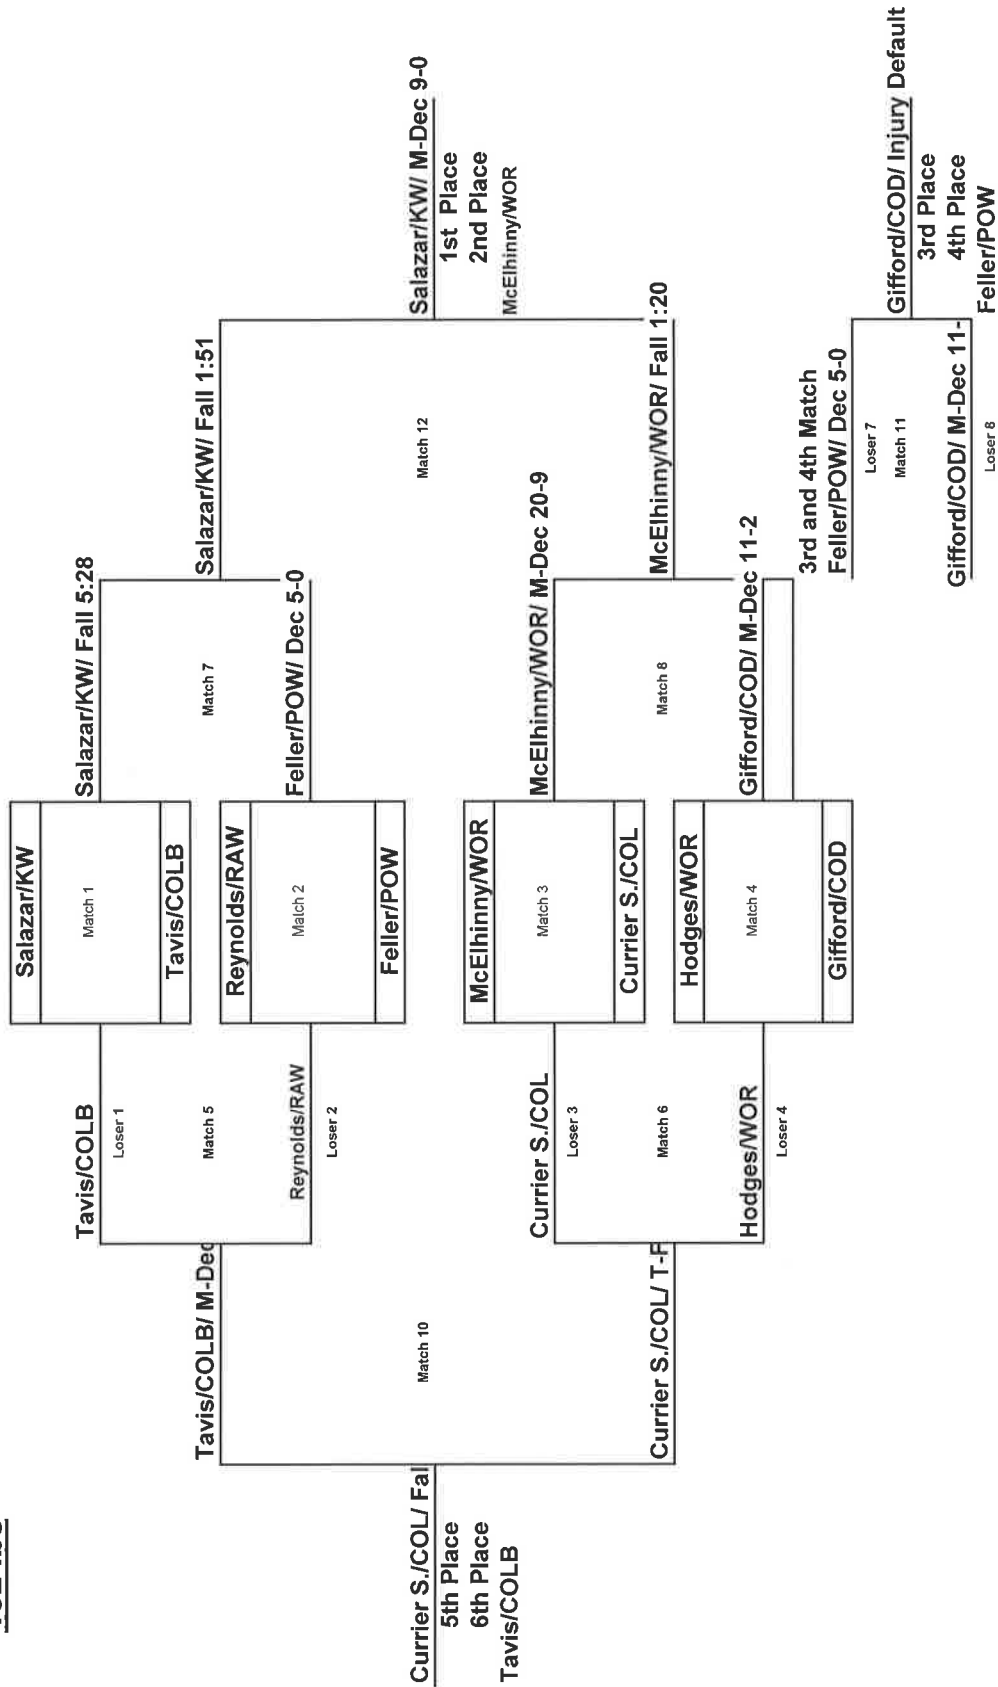 Salazar/KW
Match 1
Tavis/COLB
Reynolds/RAW
Match 2
Feller/POW
McElhinny/WOR
Match 3
Currier S./COL
Hodges/WOR
Match 4
Gifford/COD
Salazar/KW/ Fall 5:28
Match 7
Feller/POW/ Dec 5-0
McElhinny/WOR/ M-Dec 20-9
Match 8
Gifford/COD/ M-Dec 11-2
Salazar/KW/ Fall 1:51
Match 12
McElhinny/WOR/ Fall 1:20
Salazar/KW/ M-Dec 9-0
1st Place
2nd Place
McElhinny/WOR
3rd and 4th Match
Feller/POW/ Dec 5-0
Loser 7
Match 11
Gifford/COD/ M-Dec 11-
Loser 8
Gifford/COD/ Injury Default
3rd Place
4th Place
Feller/POW
Tavis/COLB
Loser 1
Match 5
Reynolds/RAW
Loser 2
Currier S./COL
Loser 3
Match 6
Hodges/WOR
Loser 4
Tavis/COLB/ M-Dec
Match 10
Currier S./COL/ T-F
Currier S./COL/ Fal
5th Place
6th Place
Tavis/COLB